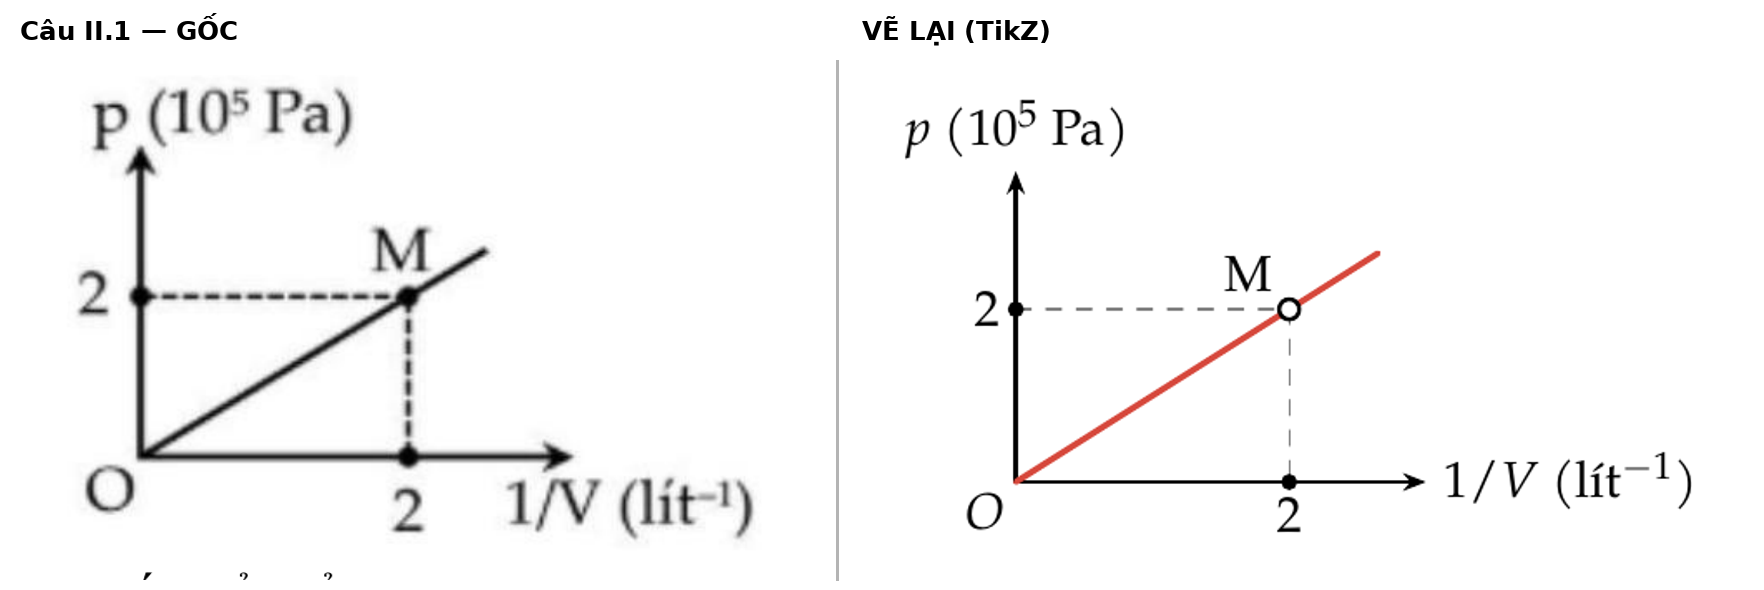 Câu II.1 — GỐC
p (10⁵ Pa)
M
2
O
2
1/V (lít⁻¹)
VẼ LẠI (TikZ)
p (10⁵ Pa)
M
2
O
2
1/V (lít⁻¹)